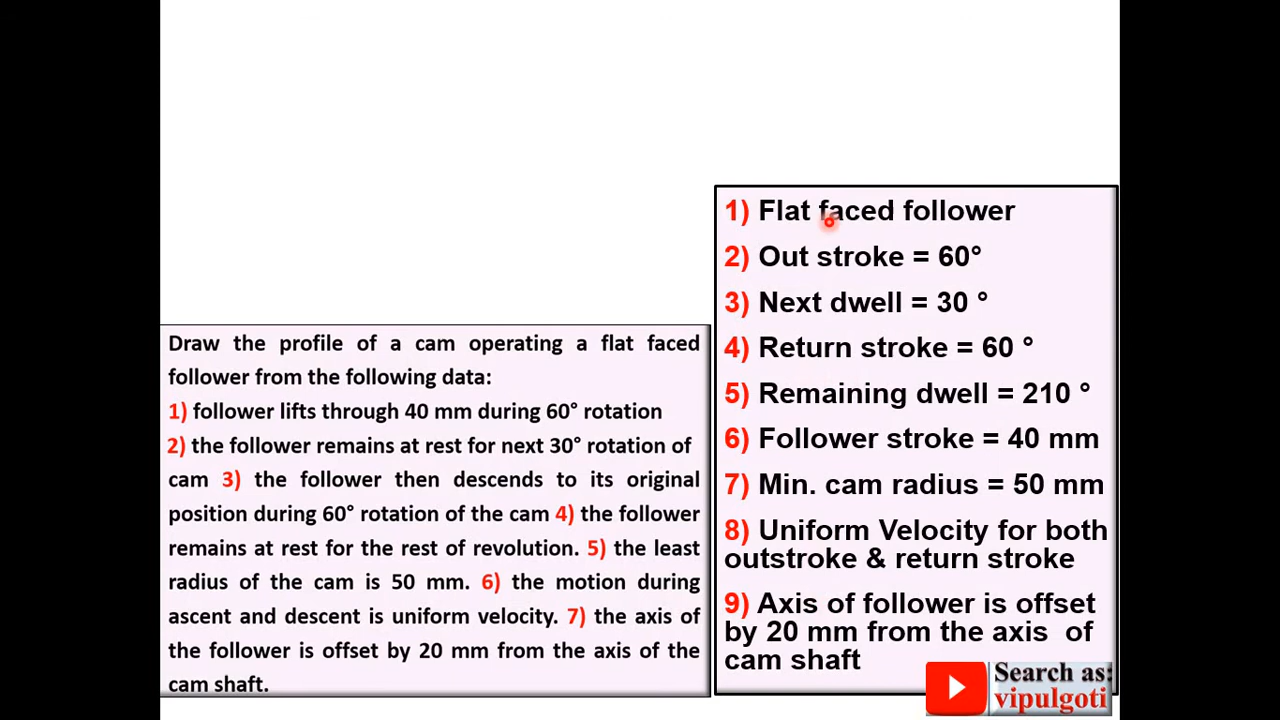 Draw the profile of a cam operating a flat faced
follower from the following data:
1) follower lifts through 40 mm during 60° rotation
2) the follower remains at rest for next 30° rotation of
cam 3) the follower then descends to its original
position during 60° rotation of the cam 4) the follower
remains at rest for the rest of revolution. 5) the least
radius of the cam is 50 mm. 6) the motion during
ascent and descent is uniform velocity. 7) the axis of
the follower is offset by 20 mm from the axis of the
cam shaft.
1) Flat faced follower
2) Out stroke = 60°
3) Next dwell = 30 °
4) Return stroke = 60 °
5) Remaining dwell = 210 °
6) Follower stroke = 40 mm
7) Min. cam radius = 50 mm
8) Uniform Velocity for both
outstroke & return stroke
9) Axis of follower is offset
by 20 mm from the axis of
cam shaft
Search as:
vipulgoti